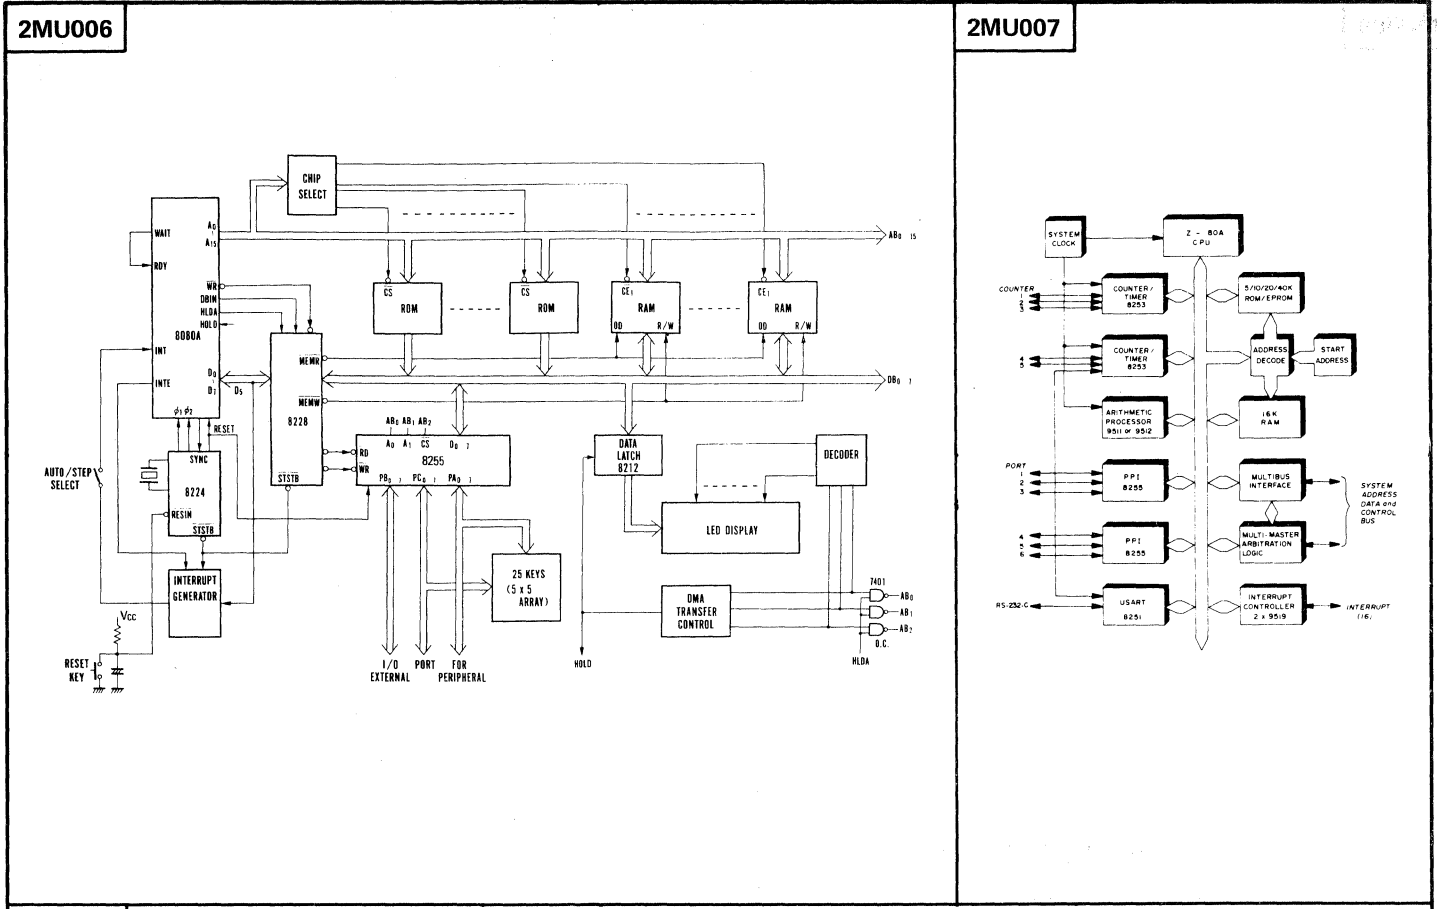 2MU006
CHIP
SELECT
WAIT
RDY
A0
A15
WR
DBIN
HLDA
HOLD
8080A
INT
INTE
D0
D7
D5
φ1 φ2
RESET
SYNC
8224
RESIN
STSTB
AUTO/STEP
SELECT
INTERRUPT
GENERATOR
Vcc
RESET
KEY
MEMR
MEMW
8228
STSTB
CS
ROM
CS
ROM
CE1
RAM
OD R/W
CE1
RAM
OD R/W
AB0 15
DB0 7
AB0 AB1 AB2
A0 A1 CS D0 7
RD
WR
8255
PB0 7 PC0 7 PA0 7
25 KEYS
(5 x 5
ARRAY)
I/O PORT FOR
EXTERNAL PERIPHERAL
DATA
LATCH
8212
DECODER
LED DISPLAY
DMA
TRANSFER
CONTROL
HOLD
7401
AB0
AB1
AB2
O.C.
HLDA
2MU007
SYSTEM
CLOCK
Z - 80A
CPU
COUNTER
1
2
3
COUNTER/
TIMER
8253
5/10/20/40K
ROM/EPROM
4
5
COUNTER/
TIMER
8253
ADDRESS
DECODE
START
ADDRESS
ARITHMETIC
PROCESSOR
9511 or 9512
16K
RAM
PORT
1
2
3
PPI
8255
MULTIBUS
INTERFACE
SYSTEM
ADDRESS
DATA and
CONTROL
BUS
4
5
6
PPI
8255
MULTI-MASTER
ARBITRATION
LOGIC
RS-232-C
USART
8251
INTERRUPT
CONTROLLER
2 x 9519
INTERRUPT
(16)